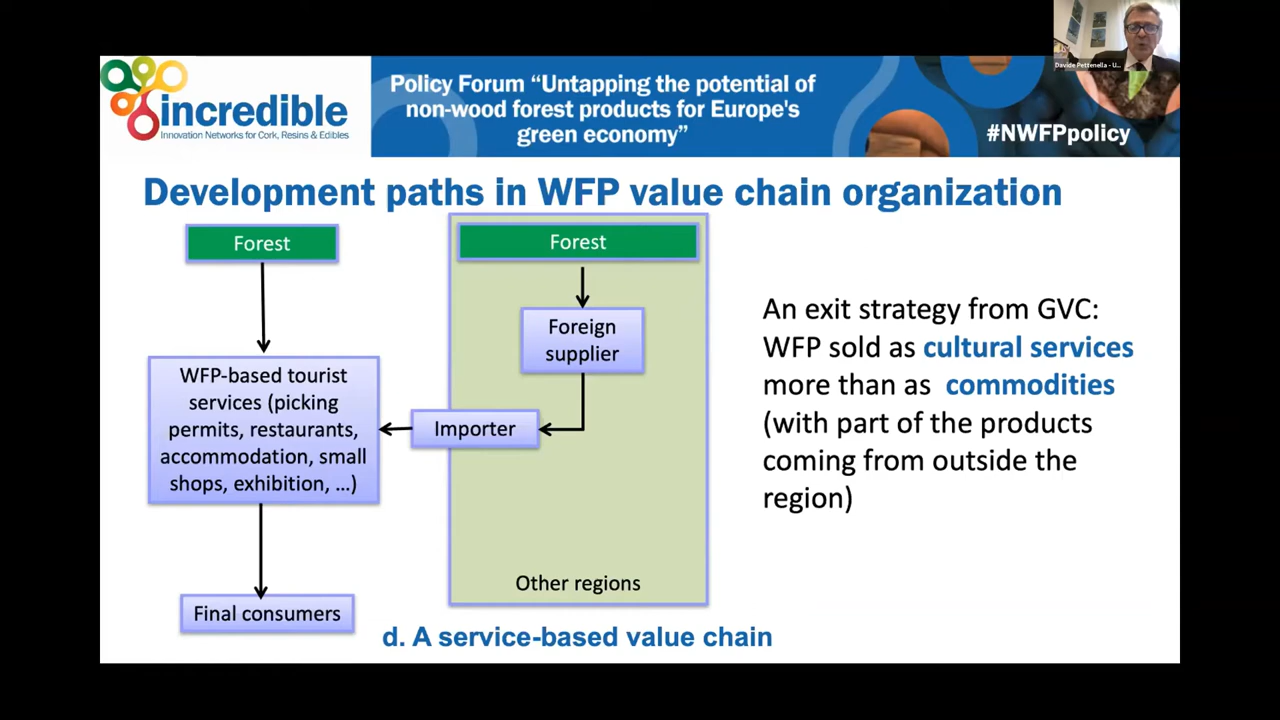 Davide Pettenella - U...
incredible
Innovation Networks for Cork, Resins & Edibles
Policy Forum “Untapping the potential of
non-wood forest products for Europe's
green economy”
#NWFPpolicy
Development paths in WFP value chain organization
Forest
WFP-based tourist
services (picking
permits, restaurants,
accommodation, small
shops, exhibition, ...)
Final consumers
Forest
Foreign
supplier
Importer
Other regions
d. A service-based value chain
An exit strategy from GVC:
WFP sold as cultural services
more than as commodities
(with part of the products
coming from outside the
region)